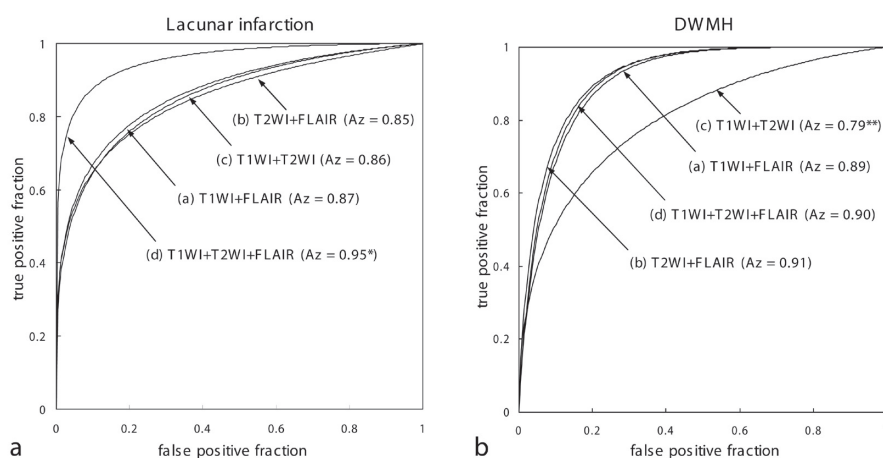 Lacunar infarction
1
0.8
0.6
0.4
0.2
0
true positive fraction
(b) T2WI+FLAIR (Az = 0.85)
(c) T1WI+T2WI (Az = 0.86)
(a) T1WI+FLAIR (Az = 0.87)
(d) T1WI+T2WI+FLAIR (Az = 0.95*)
0 0.2 0.4 0.6 0.8 1
false positive fraction
a
DWMH
1
0.8
0.6
0.4
0.2
0
true positive fraction
(c) T1WI+T2WI (Az = 0.79**)
(a) T1WI+FLAIR (Az = 0.89)
(d) T1WI+T2WI+FLAIR (Az = 0.90)
(b) T2WI+FLAIR (Az = 0.91)
0 0.2 0.4 0.6 0.8
false positive fraction
b